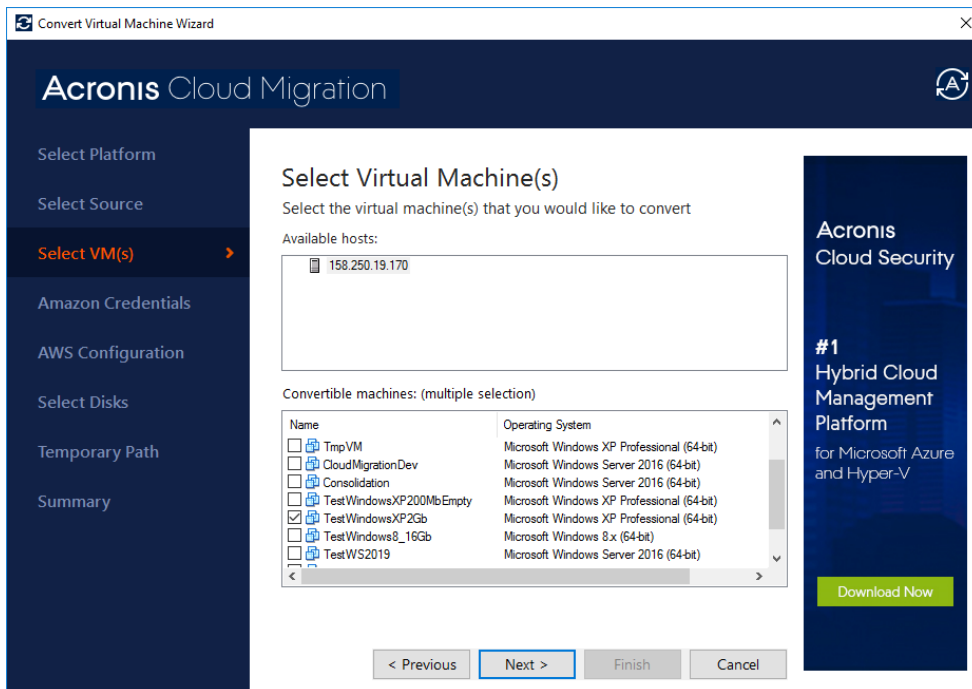 Convert Virtual Machine Wizard
Acronis Cloud Migration
Select Platform
Select Source
Select VM(s)
Amazon Credentials
AWS Configuration
Select Disks
Temporary Path
Summary
Select Virtual Machine(s)
Select the virtual machine(s) that you would like to convert
Available hosts:
158.250.19.170
Convertible machines: (multiple selection)
Name Operating System
TmpVM Microsoft Windows XP Professional (64-bit)
CloudMigrationDev Microsoft Windows Server 2016 (64-bit)
Consolidation Microsoft Windows Server 2016 (64-bit)
TestWindowsXP200MbEmpty Microsoft Windows XP Professional (64-bit)
TestWindowsXP2Gb Microsoft Windows XP Professional (64-bit)
TestWindows8_16Gb Microsoft Windows 8.x (64-bit)
TestWS2019 Microsoft Windows Server 2016 (64-bit)
< Previous
Next >
Finish
Cancel
A
Acronis
Cloud Security
#1
Hybrid Cloud
Management
Platform
for Microsoft Azure
and Hyper-V
Download Now